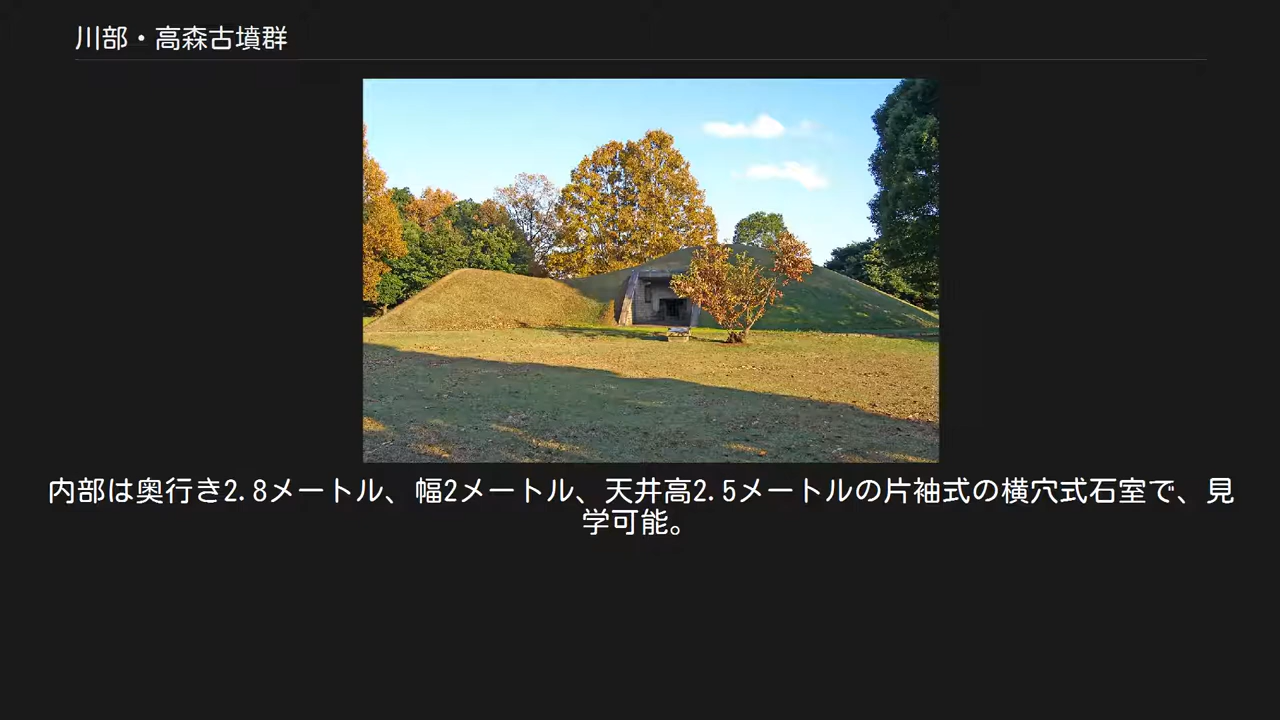 川部・高森古墳群
内部は奥行き2.8メートル、幅2メートル、天井高2.5メートルの片袖式の横穴式石室で、見
学可能。